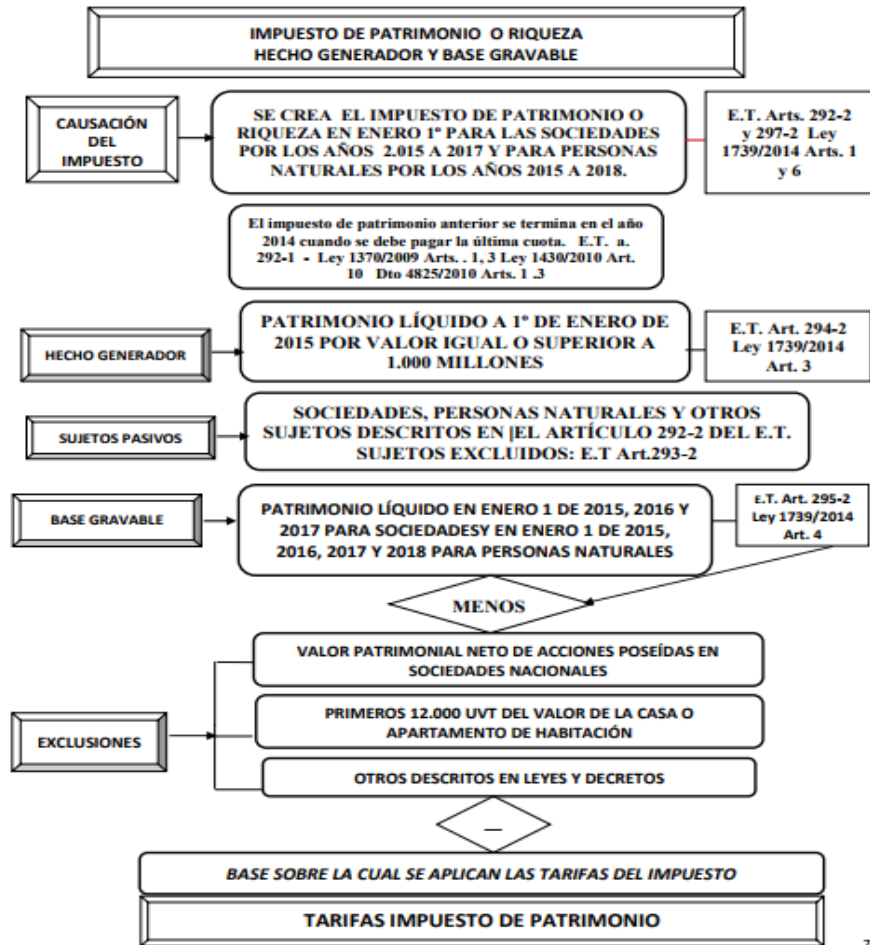 IMPUESTO DE PATRIMONIO O RIQUEZA
HECHO GENERADOR Y BASE GRAVABLE
CAUSACIÓN
DEL
IMPUESTO
SE CREA EL IMPUESTO DE PATRIMONIO O
RIQUEZA EN ENERO 1º PARA LAS SOCIEDADES
POR LOS AÑOS 2.015 A 2017 Y PARA PERSONAS
NATURALES POR LOS AÑOS 2015 A 2018.
E.T. Arts. 292-2
y 297-2 Ley
1739/2014 Arts. 1
y 6
El impuesto de patrimonio anterior se termina en el año
2014 cuando se debe pagar la última cuota. E.T. a.
292-1 - Ley 1370/2009 Arts. . 1, 3 Ley 1430/2010 Art.
10 Dto 4825/2010 Arts. 1 .3
HECHO GENERADOR
PATRIMONIO LÍQUIDO A 1º DE ENERO DE
2015 POR VALOR IGUAL O SUPERIOR A
1.000 MILLONES
E.T. Art. 294-2
Ley 1739/2014
Art. 3
SUJETOS PASIVOS
SOCIEDADES, PERSONAS NATURALES Y OTROS
SUJETOS DESCRITOS EN |EL ARTÍCULO 292-2 DEL E.T.
SUJETOS EXCLUIDOS: E.T Art.293-2
BASE GRAVABLE
PATRIMONIO LÍQUIDO EN ENERO 1 DE 2015, 2016 Y
2017 PARA SOCIEDADESY EN ENERO 1 DE 2015,
2016, 2017 Y 2018 PARA PERSONAS NATURALES
E.T. Art. 295-2
Ley 1739/2014
Art. 4
MENOS
EXCLUSIONES
VALOR PATRIMONIAL NETO DE ACCIONES POSEÍDAS EN
SOCIEDADES NACIONALES
PRIMEROS 12.000 UVT DEL VALOR DE LA CASA O
APARTAMENTO DE HABITACIÓN
OTROS DESCRITOS EN LEYES Y DECRETOS
—
BASE SOBRE LA CUAL SE APLICAN LAS TARIFAS DEL IMPUESTO
TARIFAS IMPUESTO DE PATRIMONIO
7